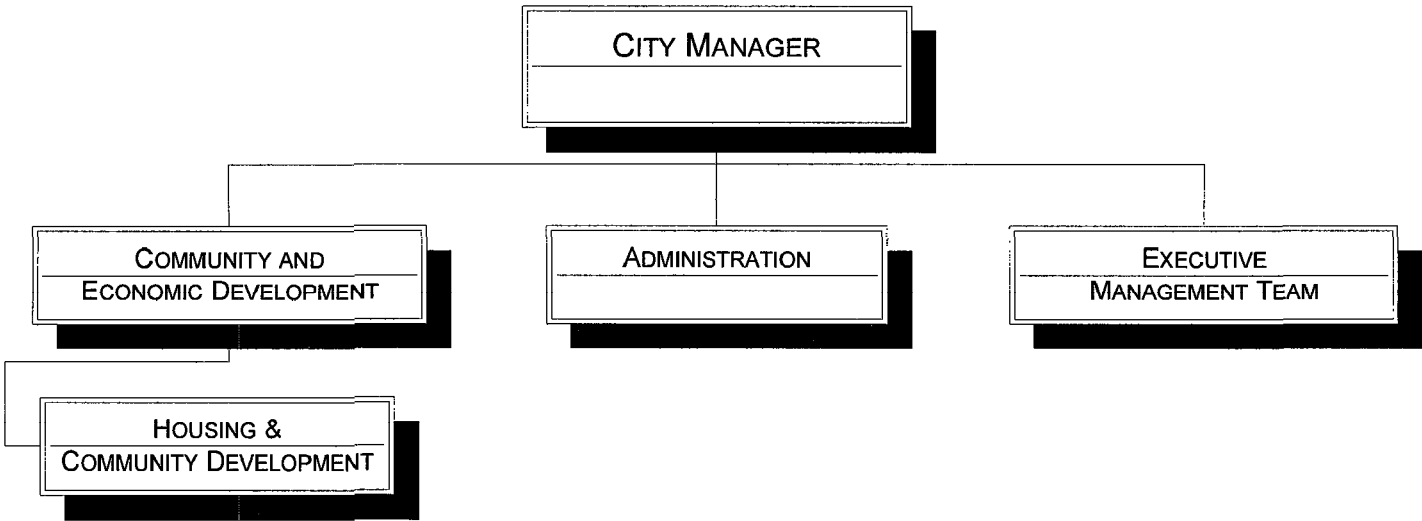 CITY MANAGER
COMMUNITY AND
ECONOMIC DEVELOPMENT
ADMINISTRATION
EXECUTIVE
MANAGEMENT TEAM
HOUSING &
COMMUNITY DEVELOPMENT